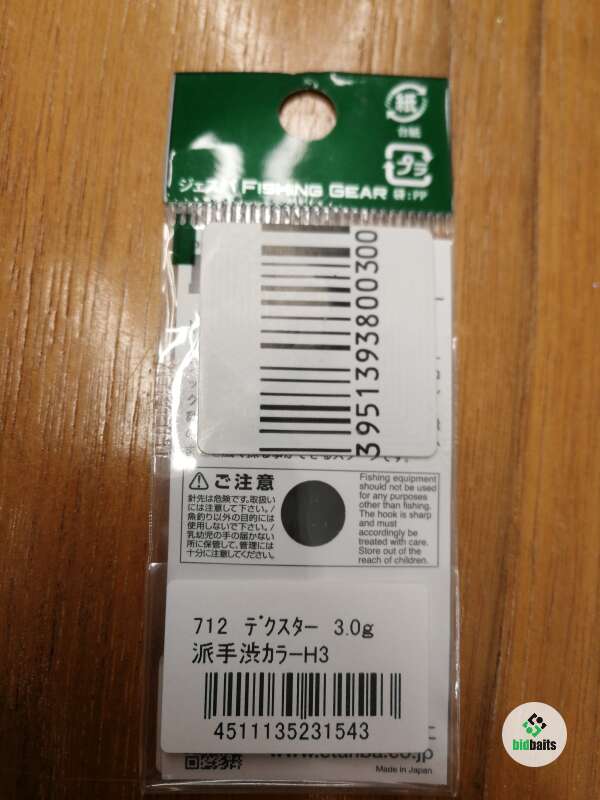 紙
台紙
プラ
袋:PP
ジェスパ FISHING GEAR
3951393800300
⚠ ご注意
針先は危険です。取扱い
には注意して下さい。/
魚釣り以外の目的には
使用しないで下さい。/
乳幼児の手の届かない
所に保管して、管理には
十分に注意してください。
Fishing equipment
should not be used
for any purposes
other than fishing.
The hook is sharp
and must
accordingly be
treated with care.
Store out of the
reach of children.
712 デクスター 3.0g
派手渋カラーH3
4511135231543
Made in Japan
bidbaits